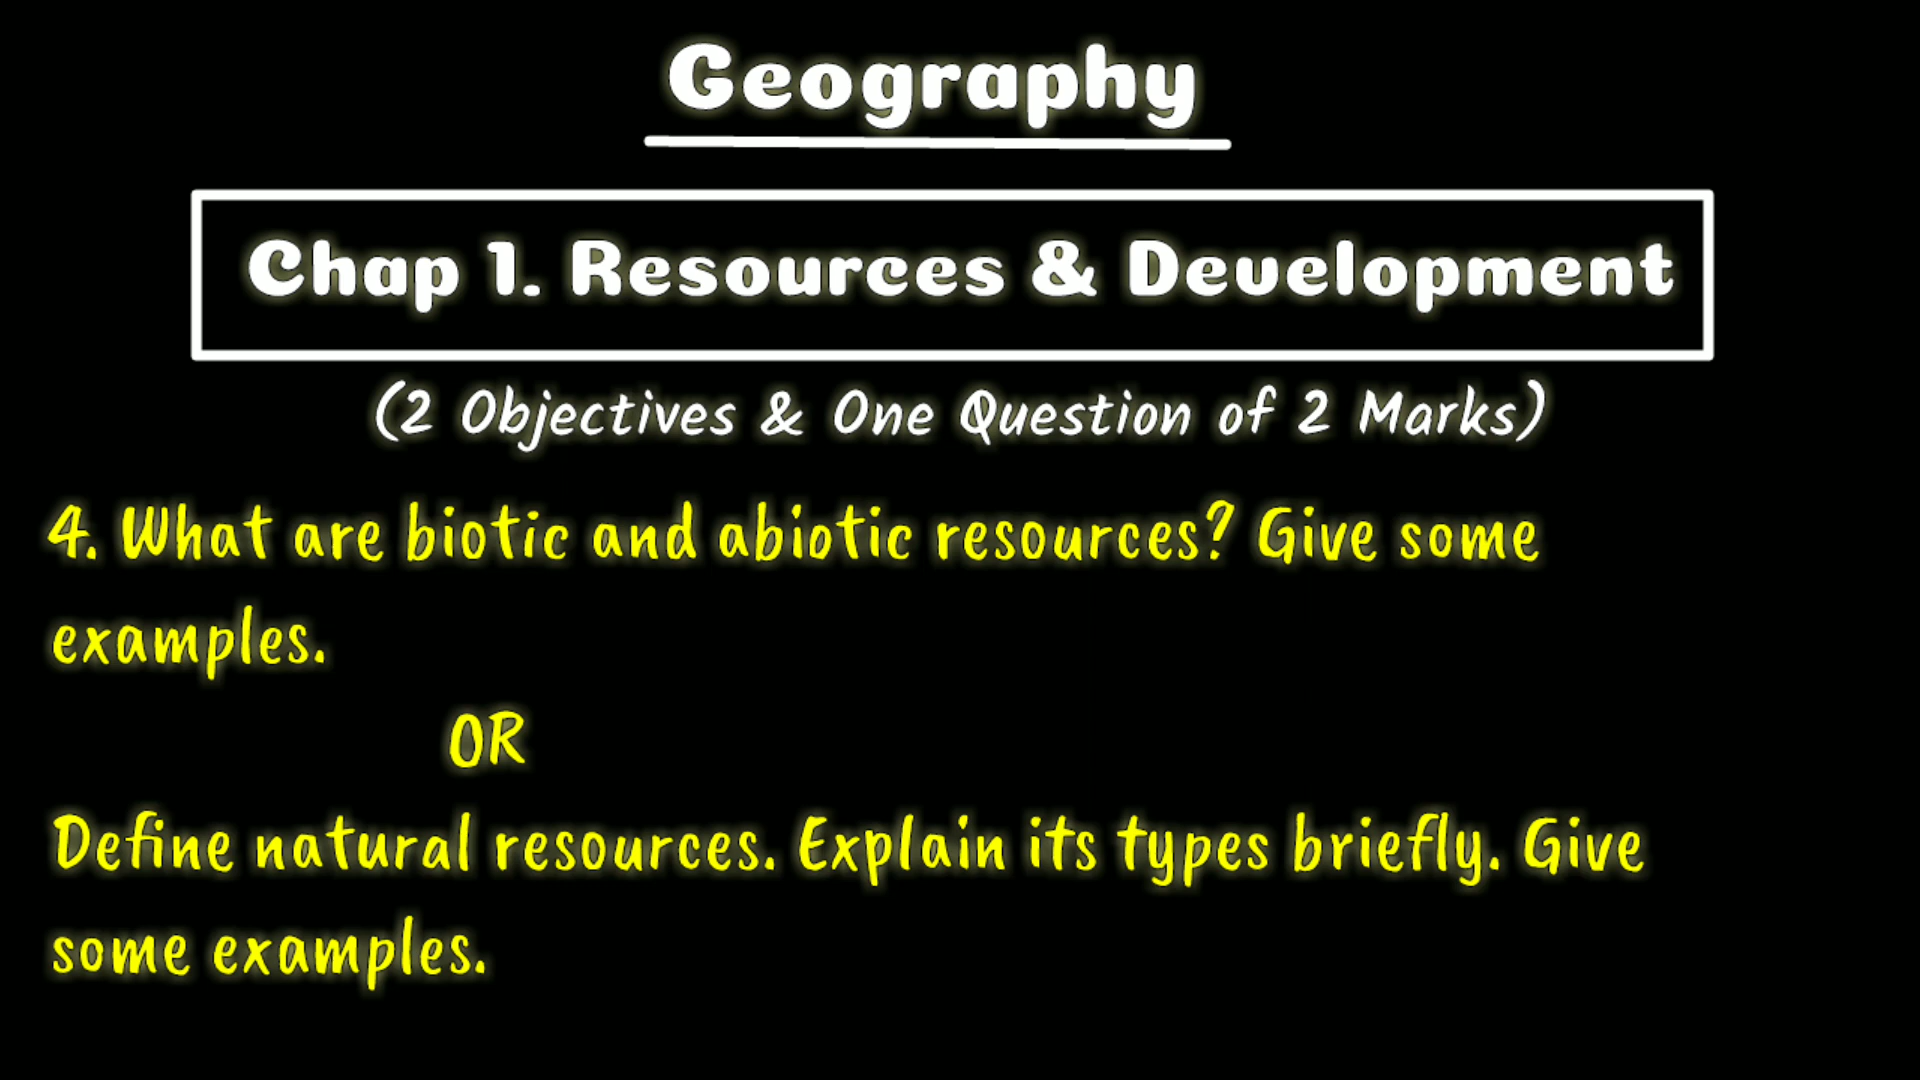 Geography
Chap 1. Resources & Development
(2 Objectives & One Question of 2 Marks)
4. What are biotic and abiotic resources? Give some
examples.
OR
Define natural resources. Explain its types briefly. Give
some examples.